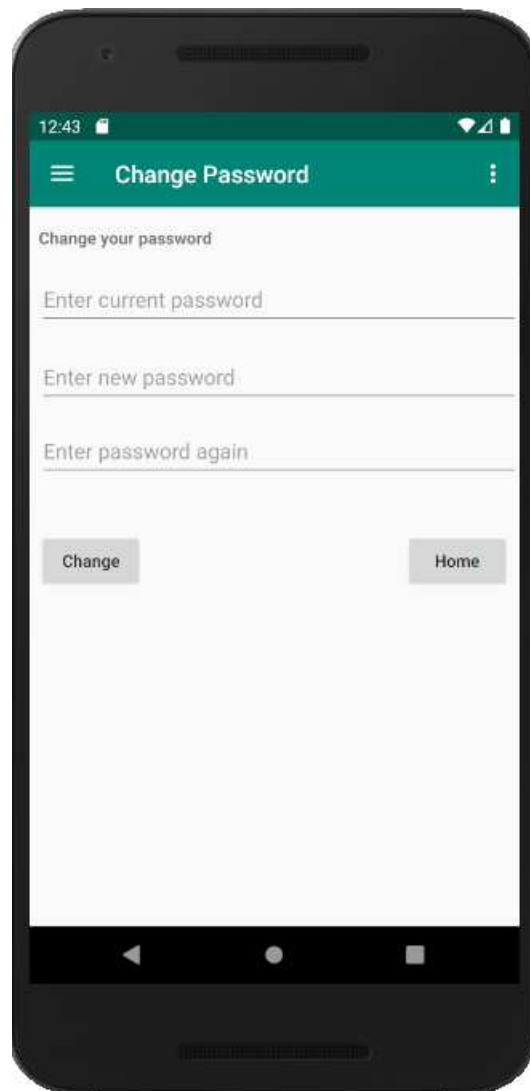 12:43
Change Password
Change your password
Enter current password
Enter new password
Enter password again
Change Home